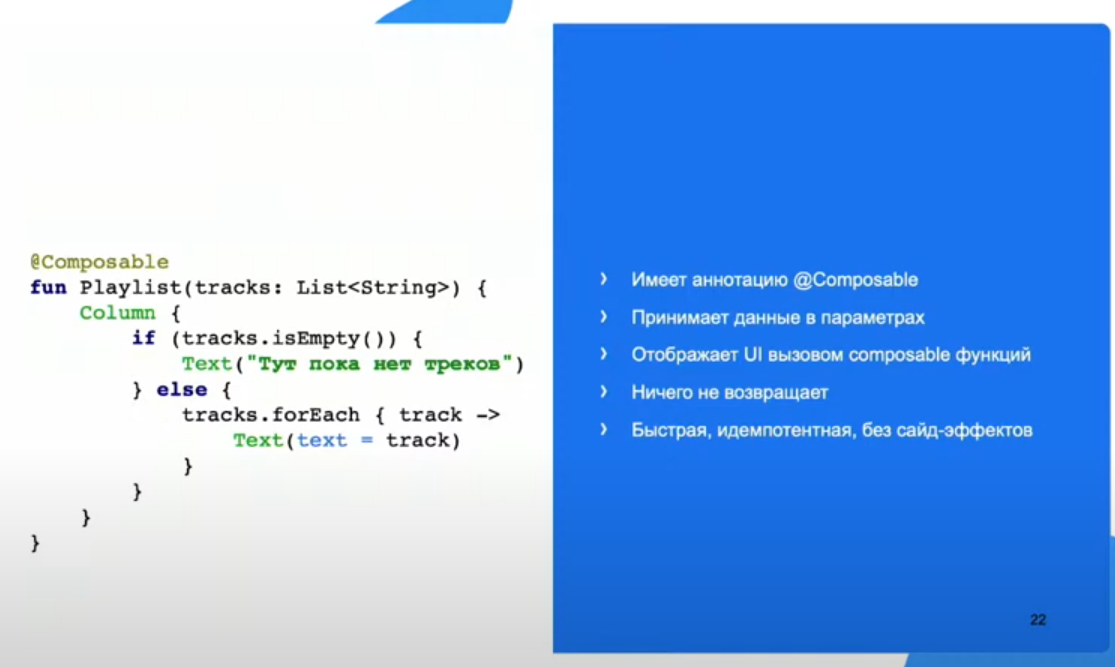 @Composable
fun Playlist(tracks: List<String>) {
    Column {
        if (tracks.isEmpty()) {
            Text("Тут пока нет треков")
        } else {
            tracks.forEach { track ->
                Text(text = track)
            }
        }
    }
}
› Имеет аннотацию @Composable
› Принимает данные в параметрах
› Отображает UI вызовом composable функций
› Ничего не возвращает
› Быстрая, идемпотентная, без сайд-эффектов
22